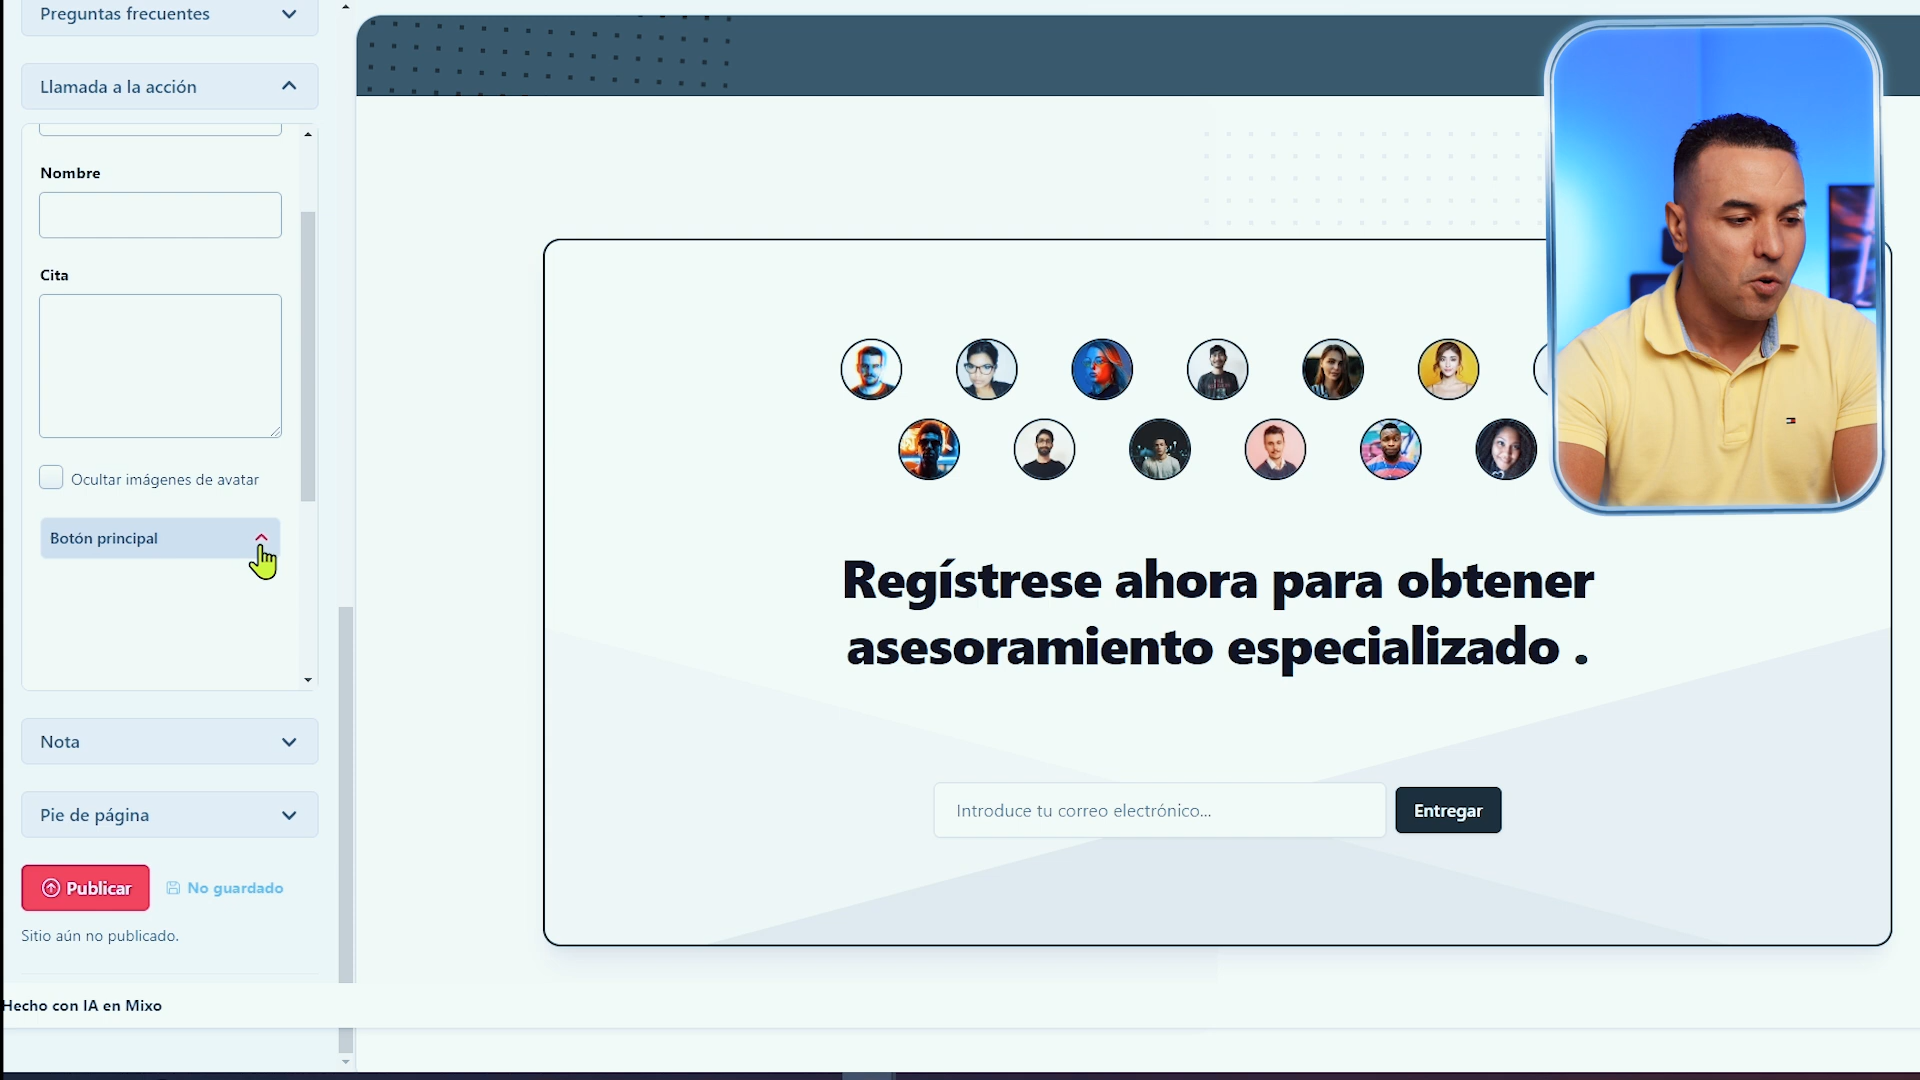 Preguntas frecuentes
Llamada a la acción
Nombre
Cita
Ocultar imágenes de avatar
Botón principal
Nota
Pie de página
Publicar
No guardado
Sitio aún no publicado.
Hecho con IA en Mixo
Regístrese ahora para obtener
asesoramiento especializado .
Introduce tu correo electrónico...
Entregar